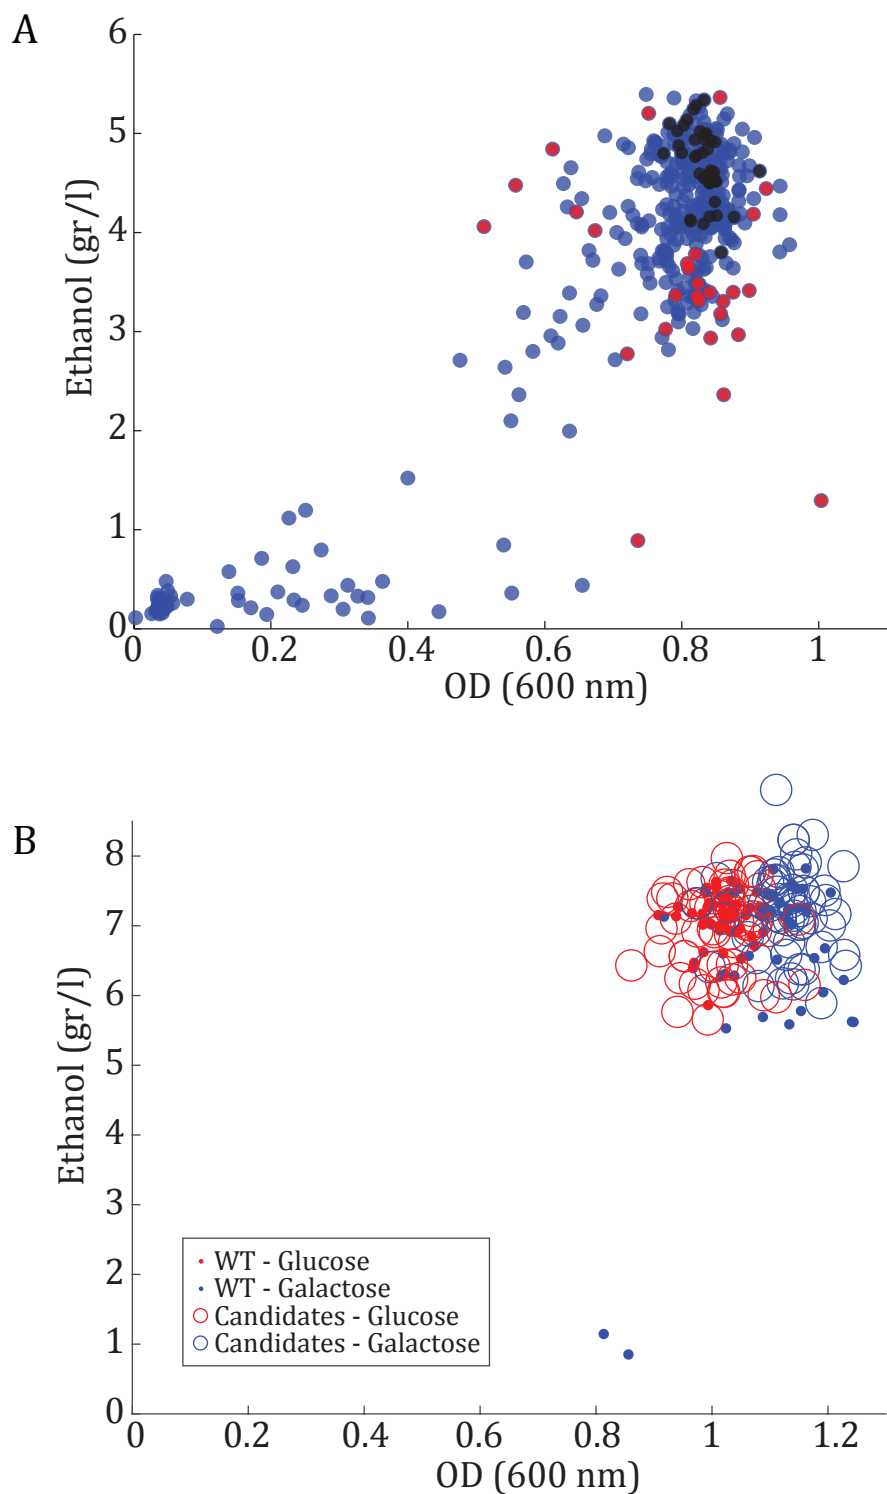 A
6
5
4
3
2
1
0
Ethanol (gr/l)
0 0.2 0.4 0.6 0.8 1
OD (600 nm)
B
8
7
6
5
4
3
2
1
0
Ethanol (gr/l)
WT - Glucose
WT - Galactose
Candidates - Glucose
Candidates - Galactose
0 0.2 0.4 0.6 0.8 1 1.2
OD (600 nm)